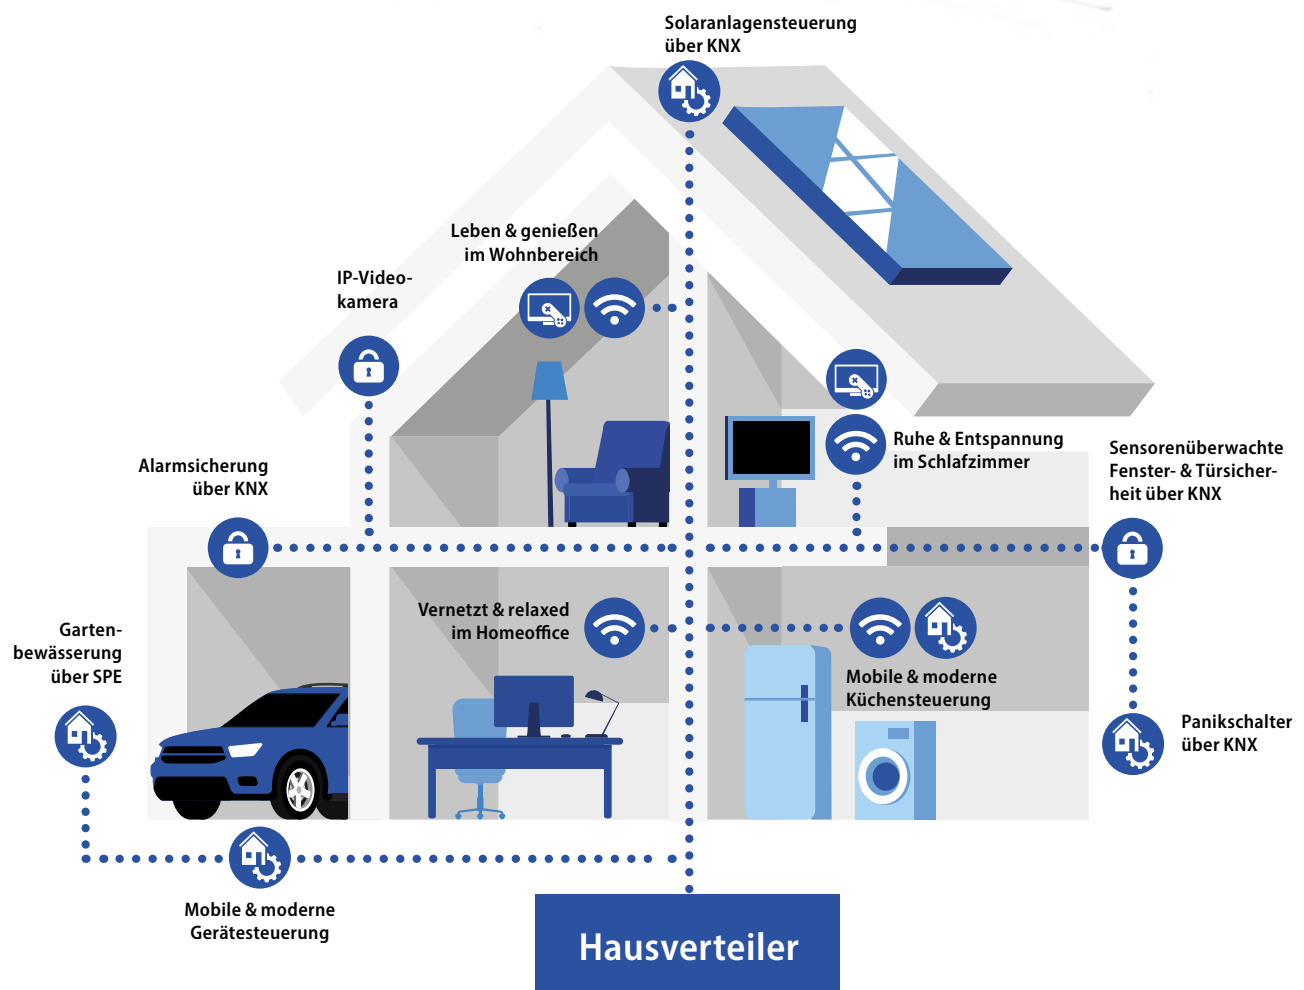 Solaranlagensteuerung
über KNX
Leben & genießen
im Wohnbereich
IP-Video-
kamera
Ruhe & Entspannung
im Schlafzimmer
Sensorenüberwachte
Fenster- & Türsicher-
heit über KNX
Alarmsicherung
über KNX
Vernetzt & relaxed
im Homeoffice
Garten-
bewässerung
über SPE
Mobile & moderne
Küchensteuerung
Panikschalter
über KNX
Mobile & moderne
Gerätesteuerung
Hausverteiler